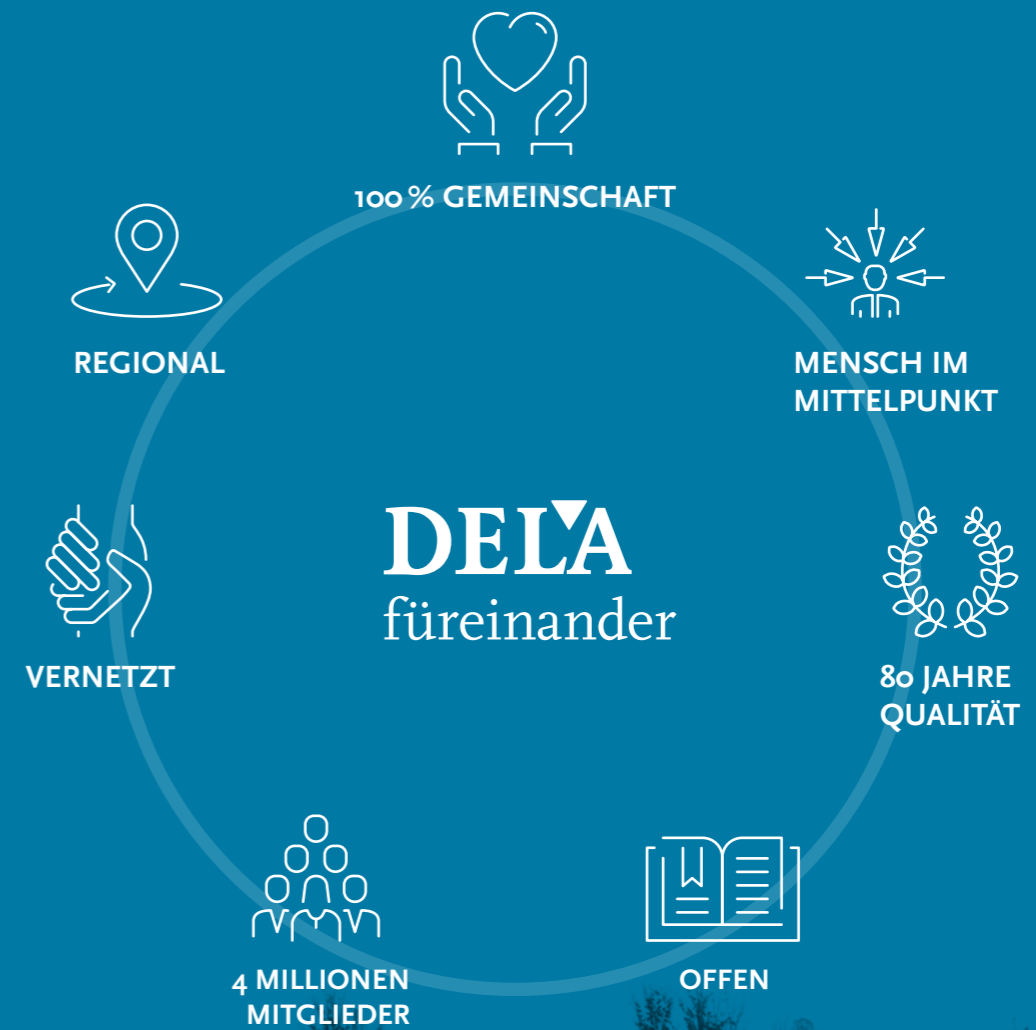 100 % GEMEINSCHAFT
REGIONAL
MENSCH IM
MITTELPUNKT
DELA
füreinander
VERNETZT
80 JAHRE
QUALITÄT
4 MILLIONEN
MITGLIEDER
OFFEN